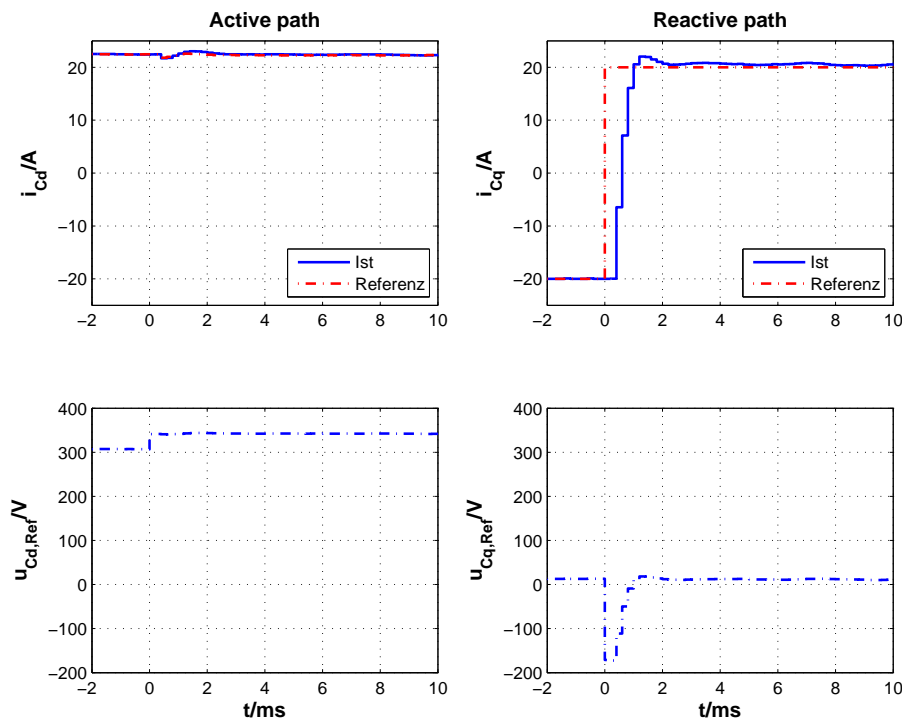 Active path
Reactive path
20
10
0
−10
−20
i_Cd/A
Ist
Referenz
−2 0 2 4 6 8 10
20
10
0
−10
−20
i_Cq/A
Ist
Referenz
−2 0 2 4 6 8 10
400
300
200
100
0
−100
−200
u_Cd,Ref/V
−2 0 2 4 6 8 10
t/ms
400
300
200
100
0
−100
−200
u_Cq,Ref/V
−2 0 2 4 6 8 10
t/ms